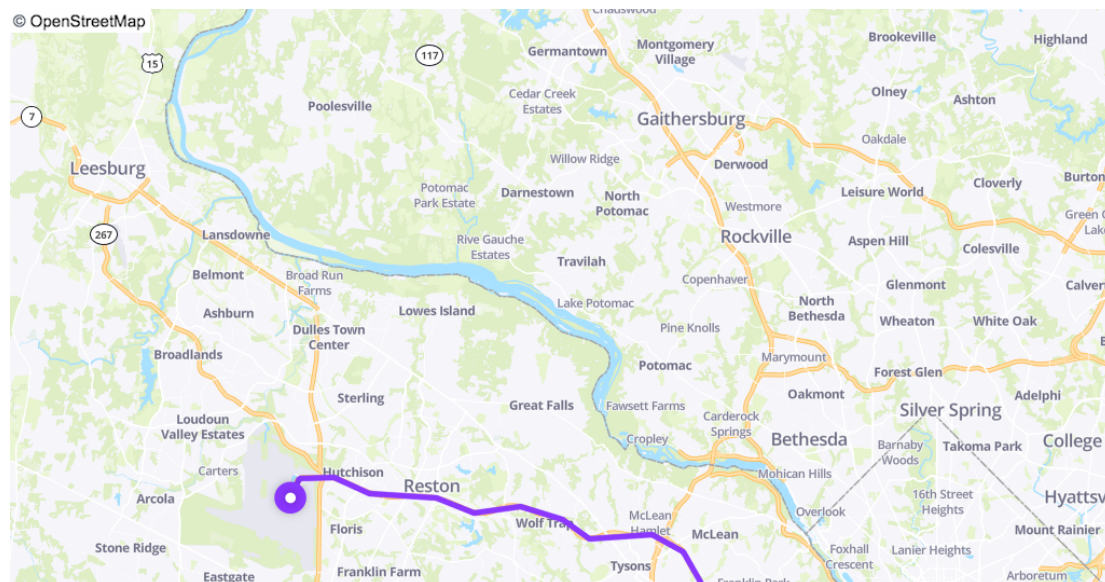 © OpenStreetMap
15
117
Germantown
Montgomery
Village
Brookeville
Highland
Cedar Creek
Estates
Poolesville
Olney
Ashton
7
Gaithersburg
Oakdale
Leesburg
Willow Ridge
Derwood
Potomac
Park Estate
Darnestown
North
Potomac
Westmore
Leisure World
Cloverly
267
Lansdowne
Rive Gauche
Estates
Rockville
Aspen Hill
Colesville
Belmont
Broad Run
Farms
Travilah
Copenhaver
Glenmont
Ashburn
Lowes Island
Lake Potomac
North
Bethesda
Dulles Town
Center
Pine Knolls
Wheaton
White Oak
Broadlands
Marymount
Potomac
Forest Glen
Sterling
Great Falls
Fawsett Farms
Oakmont
Adelphi
Loudoun
Valley Estates
Carderock
Springs
Silver Spring
Cropley
Bethesda
Barnaby
Woods
Takoma Park
College
Carters
Hutchison
Mohican Hills
Arcola
Reston
16th Street
Heights
Floris
Wolf Trap
McLean
Hamlet
Overlook
Mount Rainier
Stone Ridge
McLean
Foxhall
Crescent
Lanier Heights
Eastgate
Franklin Farm
Tysons
Arboretum